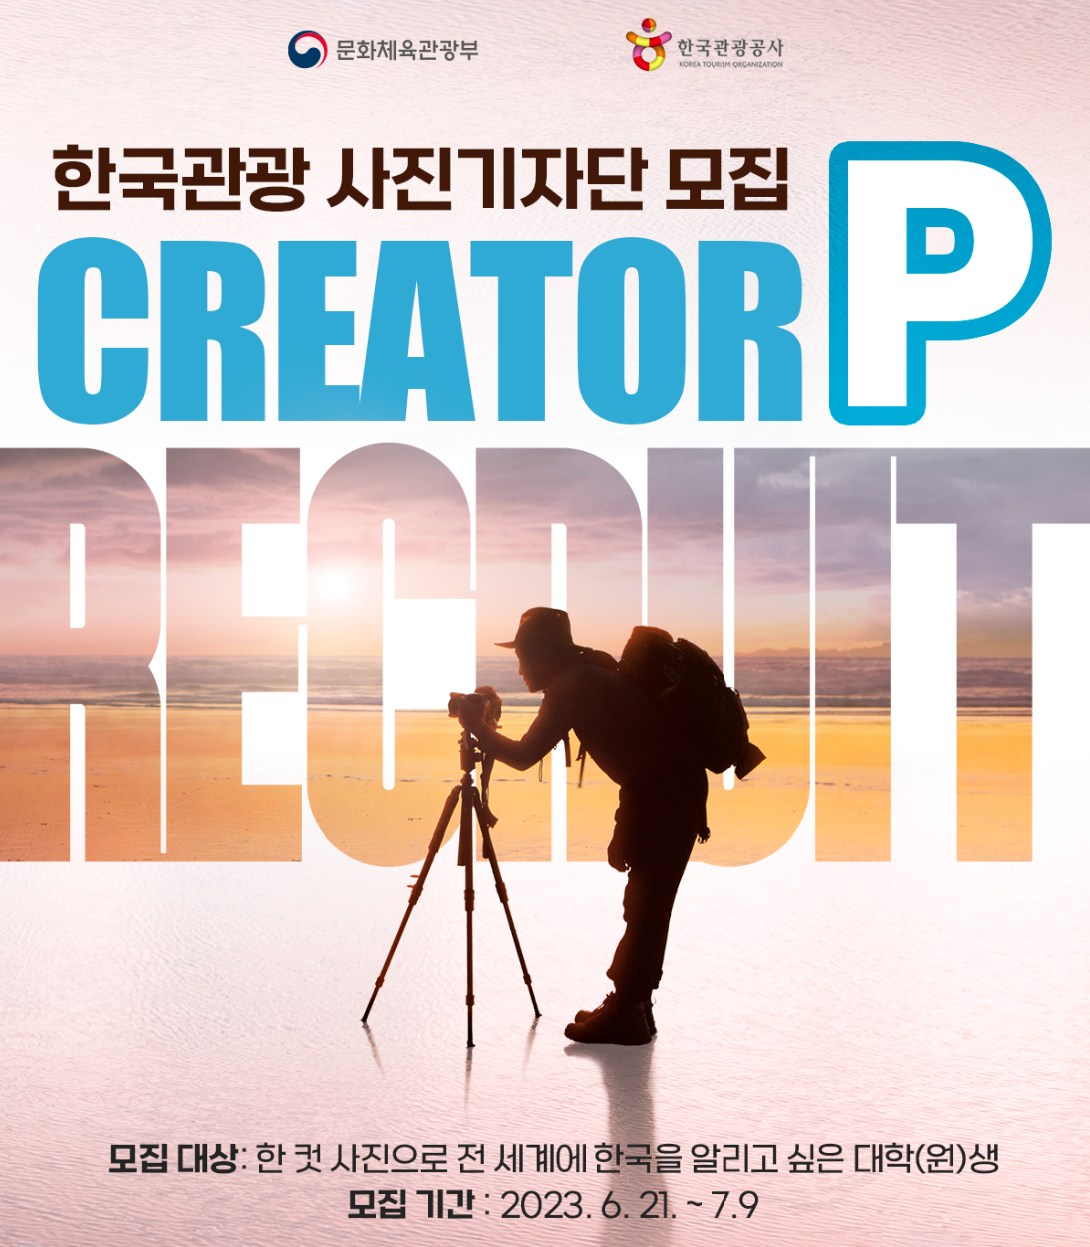 문화체육관광부
한국관광공사
KOREA TOURISM ORGANIZATION
한국관광 사진기자단 모집
CREATOR P
RECRUIT
모집 대상: 한 컷 사진으로 전 세계에 한국을 알리고 싶은 대학(원)생
모집 기간 : 2023. 6. 21. ~ 7.9